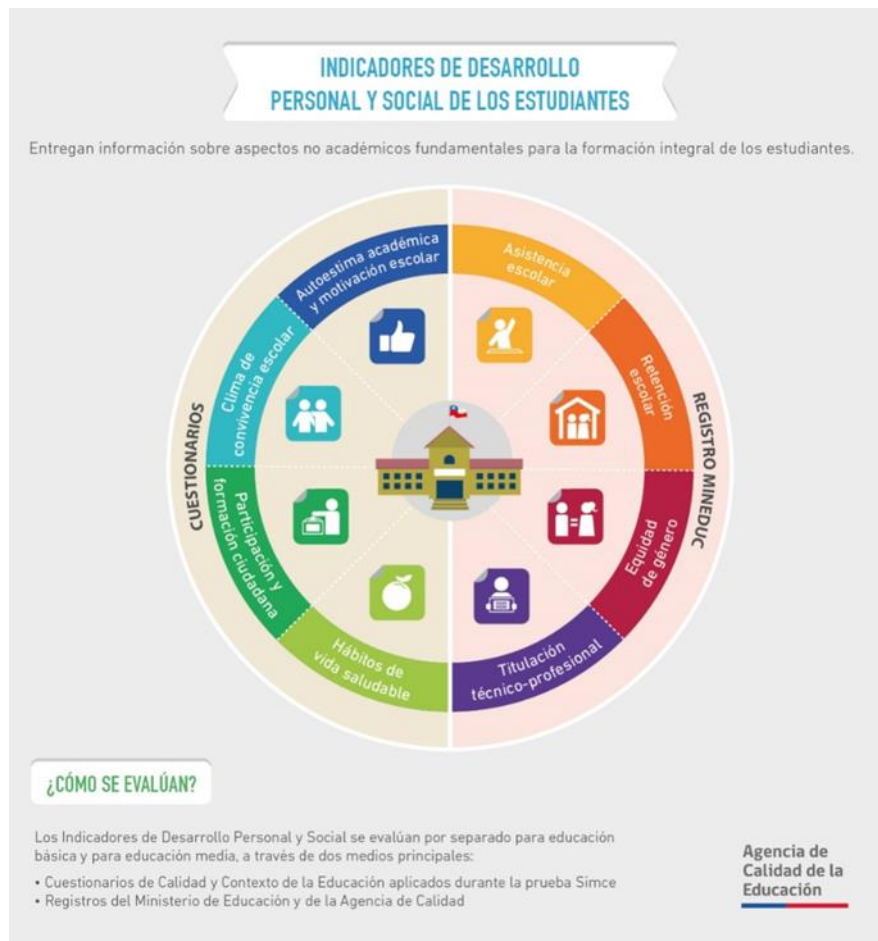 INDICADORES DE DESARROLLO
PERSONAL Y SOCIAL DE LOS ESTUDIANTES
Entregan información sobre aspectos no académicos fundamentales para la formación integral de los estudiantes.
CUESTIONARIOS
Autoestima académica
y motivación escolar
Clima de
convivencia escolar
Participación y
formación ciudadana
Hábitos de
vida saludable
REGISTRO MINEDUC
Asistencia
escolar
Retención
escolar
Equidad
de género
Titulación
técnico-profesional
¿CÓMO SE EVALÚAN?
Los Indicadores de Desarrollo Personal y Social se evalúan por separado para educación
básica y para educación media, a través de dos medios principales:
• Cuestionarios de Calidad y Contexto de la Educación aplicados durante la prueba Simce
• Registros del Ministerio de Educación y de la Agencia de Calidad
Agencia de
Calidad de la
Educación